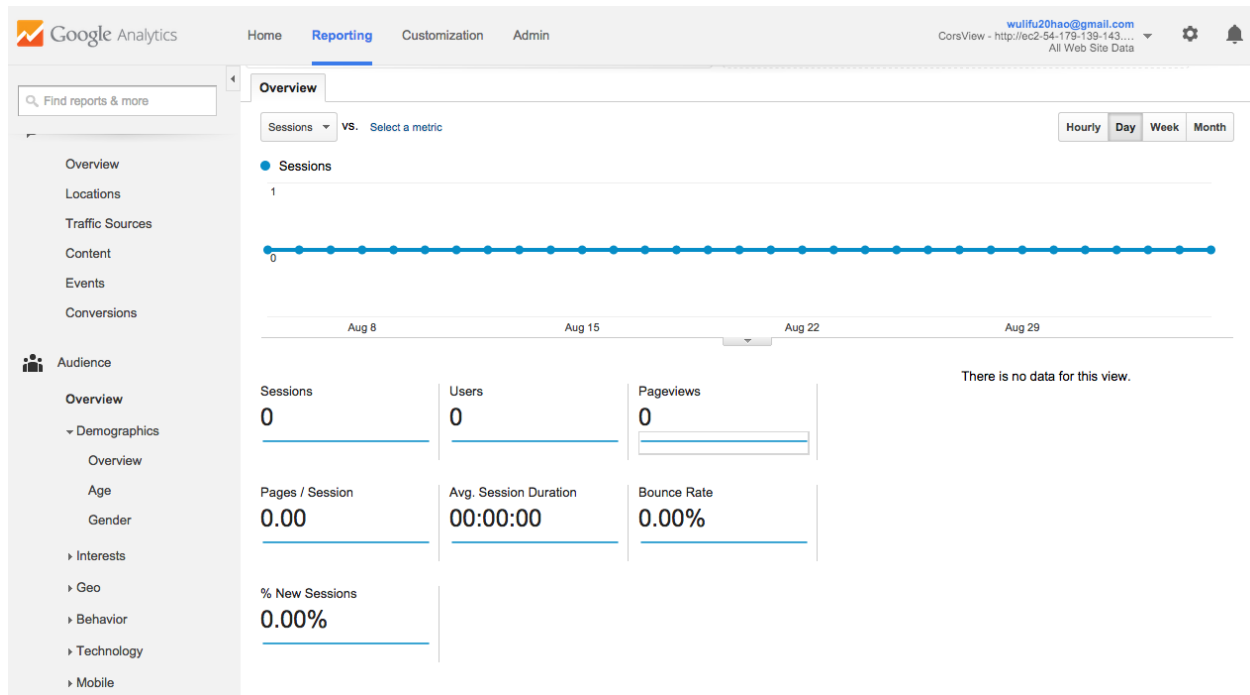 Google Analytics
Home Reporting Customization Admin
wulifu20hao@gmail.com
CorsView - http://ec2-54-179-139-143....
All Web Site Data
Find reports & more
Overview
Locations
Traffic Sources
Content
Events
Conversions
Audience
Overview
Demographics
Overview
Age
Gender
Interests
Geo
Behavior
Technology
Mobile
Overview
Sessions VS. Select a metric
Hourly Day Week Month
Sessions
1
0
Aug 8 Aug 15 Aug 22 Aug 29
There is no data for this view.
Sessions Users Pageviews
0 0 0
Pages / Session Avg. Session Duration Bounce Rate
0.00 00:00:00 0.00%
% New Sessions
0.00%